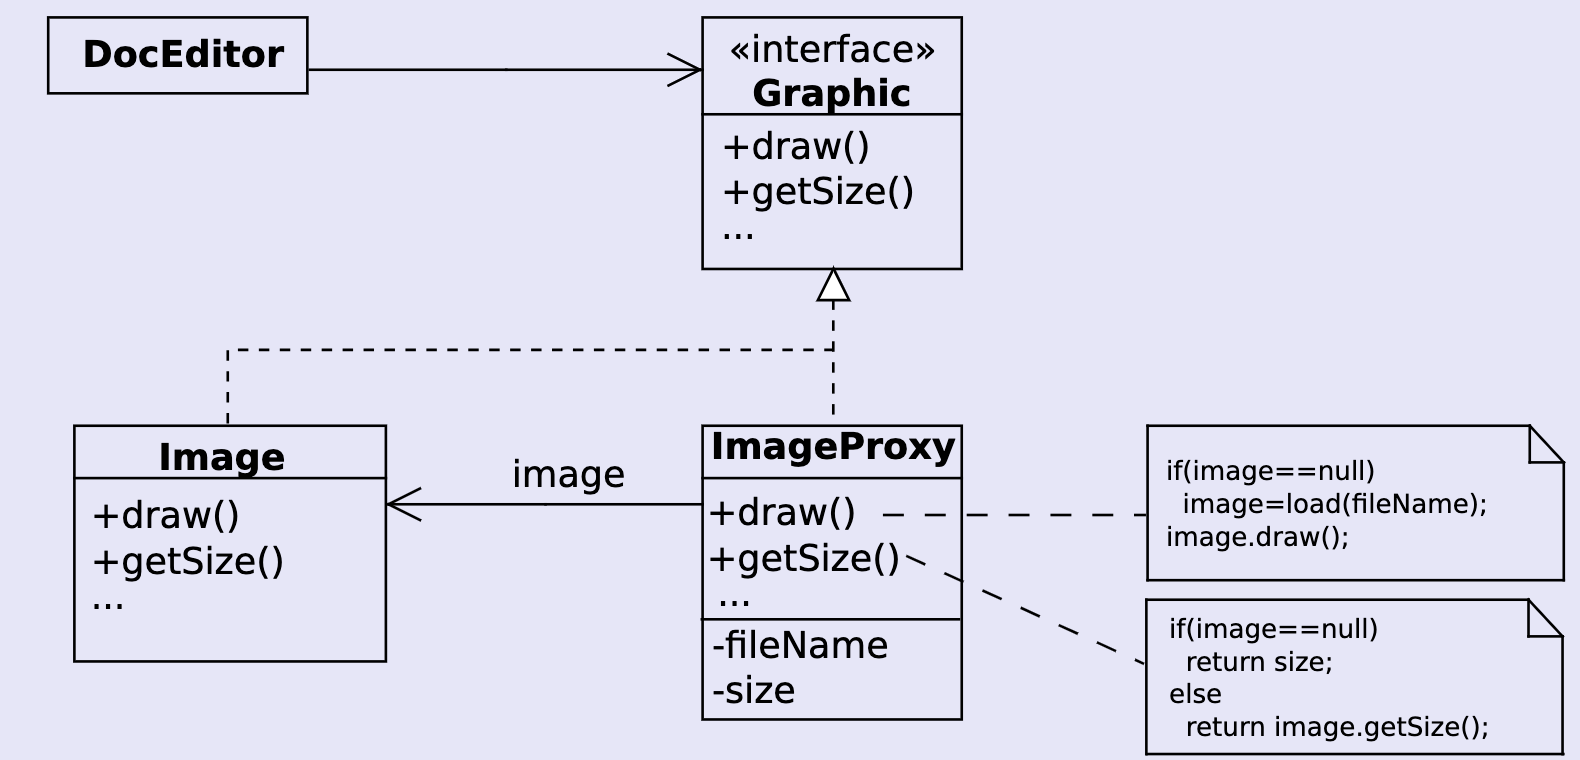 DocEditor
«interface»
Graphic
+draw()
+getSize()
...
Image
+draw()
+getSize()
...
image
ImageProxy
+draw()
+getSize()
...
-fileName
-size
if(image==null)
image=load(fileName);
image.draw();
if(image==null)
return size;
else
return image.getSize();